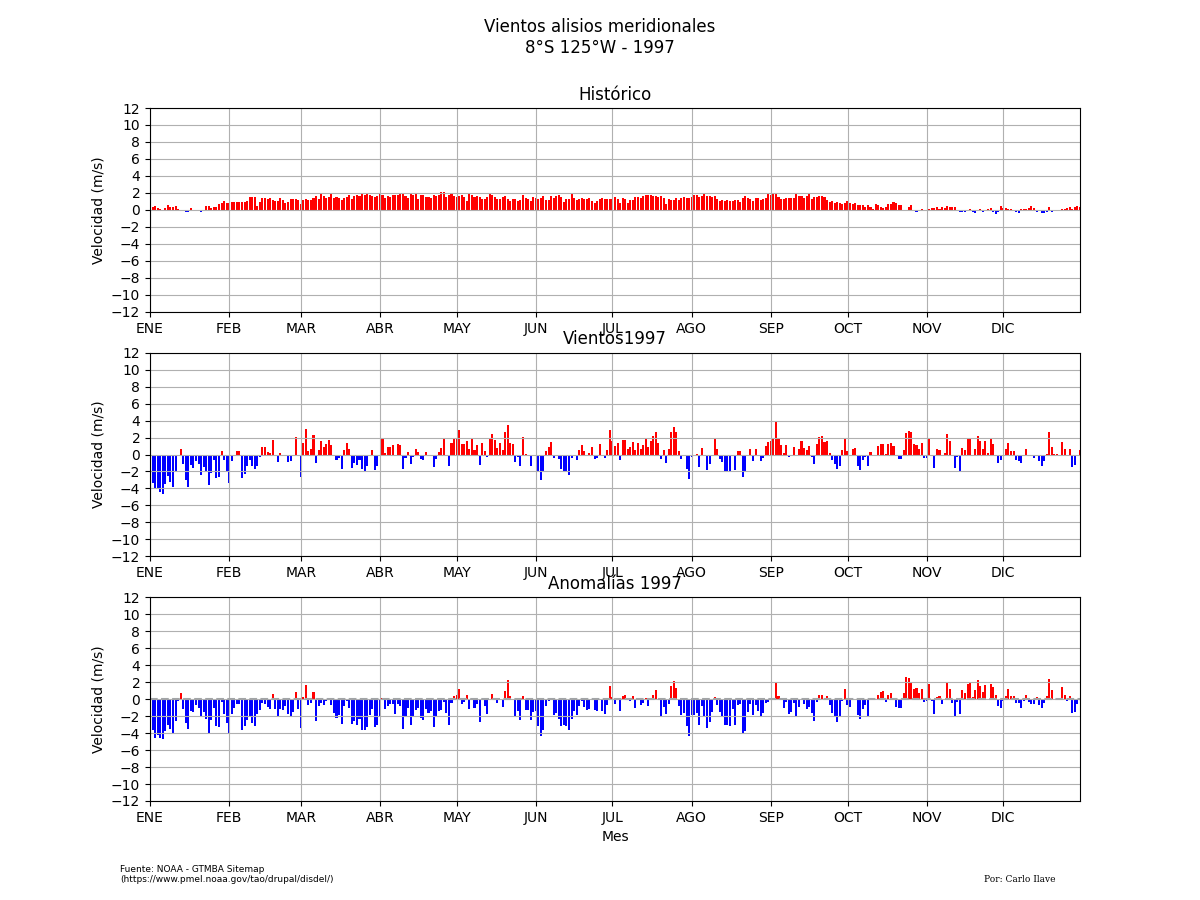 Vientos alisios meridionales
8°S 125°W - 1997
Histórico
12
10
8
6
4
2
0
−2
−4
−6
−8
−10
−12
Velocidad (m/s)
ENE FEB MAR ABR MAY JUN JUL AGO SEP OCT NOV DIC
Vientos1997
12
10
8
6
4
2
0
−2
−4
−6
−8
−10
−12
Velocidad (m/s)
ENE FEB MAR ABR MAY JUN JUL AGO SEP OCT NOV DIC
Anomalías 1997
12
10
8
6
4
2
0
−2
−4
−6
−8
−10
−12
Velocidad (m/s)
ENE FEB MAR ABR MAY JUN JUL AGO SEP OCT NOV DIC
Mes
Fuente: NOAA - GTMBA Sitemap
(https://www.pmel.noaa.gov/tao/drupal/disdel/)
Por: Carlo Ilave